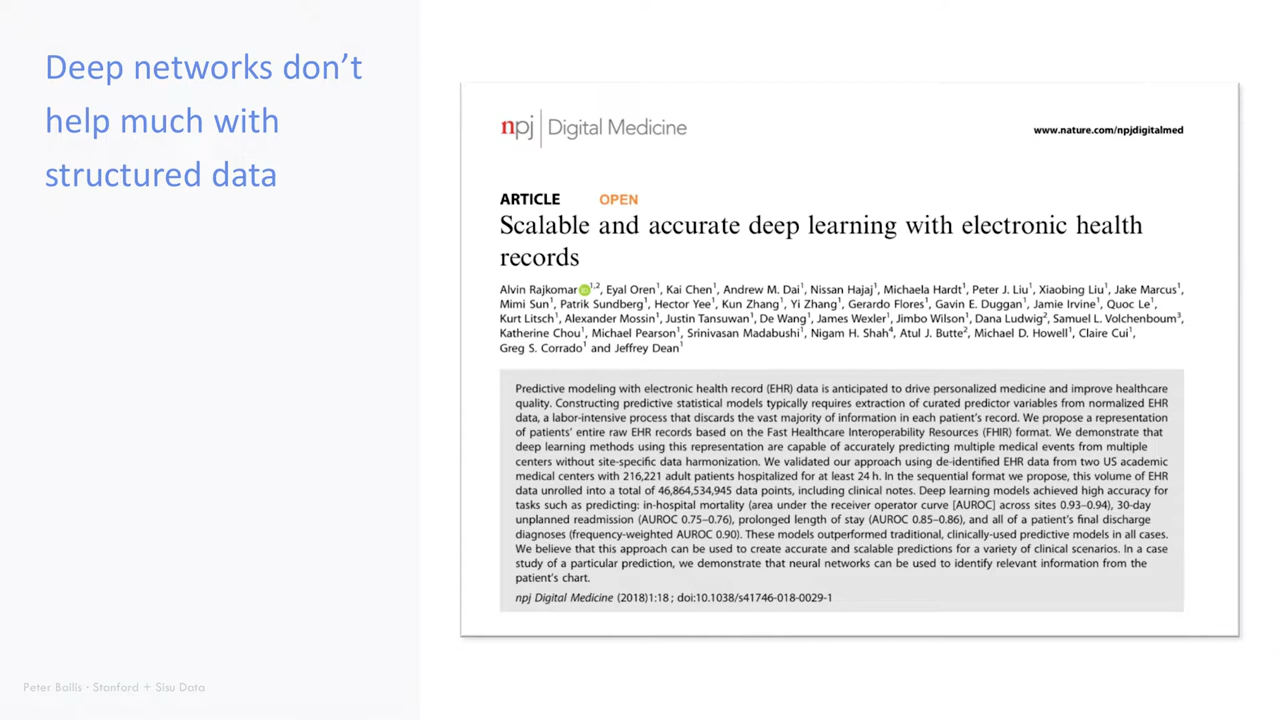 Deep networks don’t
help much with
structured data
npj Digital Medicine
www.nature.com/npjdigitalmed
ARTICLE OPEN
Scalable and accurate deep learning with electronic health
records
Alvin Rajkomar 1,2, Eyal Oren1, Kai Chen1, Andrew M. Dai1, Nissan Hajaj1, Michaela Hardt1, Peter J. Liu1, Xiaobing Liu1, Jake Marcus1,
Mimi Sun1, Patrik Sundberg1, Hector Yee1, Kun Zhang1, Yi Zhang1, Gerardo Flores1, Gavin E. Duggan1, Jamie Irvine1, Quoc Le1,
Kurt Litsch1, Alexander Mossin1, Justin Tansuwan1, De Wang1, James Wexler1, Jimbo Wilson1, Dana Ludwig2, Samuel L. Volchenboum3,
Katherine Chou1, Michael Pearson1, Srinivasan Madabushi1, Nigam H. Shah4, Atul J. Butte2, Michael D. Howell1, Claire Cui1,
Greg S. Corrado1 and Jeffrey Dean1
Predictive modeling with electronic health record (EHR) data is anticipated to drive personalized medicine and improve healthcare
quality. Constructing predictive statistical models typically requires extraction of curated predictor variables from normalized EHR
data, a labor-intensive process that discards the vast majority of information in each patient’s record. We propose a representation
of patients’ entire raw EHR records based on the Fast Healthcare Interoperability Resources (FHIR) format. We demonstrate that
deep learning methods using this representation are capable of accurately predicting multiple medical events from multiple
centers without site-specific data harmonization. We validated our approach using de-identified EHR data from two US academic
medical centers with 216,221 adult patients hospitalized for at least 24 h. In the sequential format we propose, this volume of EHR
data unrolled into a total of 46,864,534,945 data points, including clinical notes. Deep learning models achieved high accuracy for
tasks such as predicting: in-hospital mortality (area under the receiver operator curve [AUROC] across sites 0.93–0.94), 30-day
unplanned readmission (AUROC 0.75–0.76), prolonged length of stay (AUROC 0.85–0.86), and all of a patient’s final discharge
diagnoses (frequency-weighted AUROC 0.90). These models outperformed traditional, clinically-used predictive models in all cases.
We believe that this approach can be used to create accurate and scalable predictions for a variety of clinical scenarios. In a case
study of a particular prediction, we demonstrate that neural networks can be used to identify relevant information from the
patient’s chart.
npj Digital Medicine (2018)1:18 ; doi:10.1038/s41746-018-0029-1
Peter Bailis · Stanford + Sisu Data